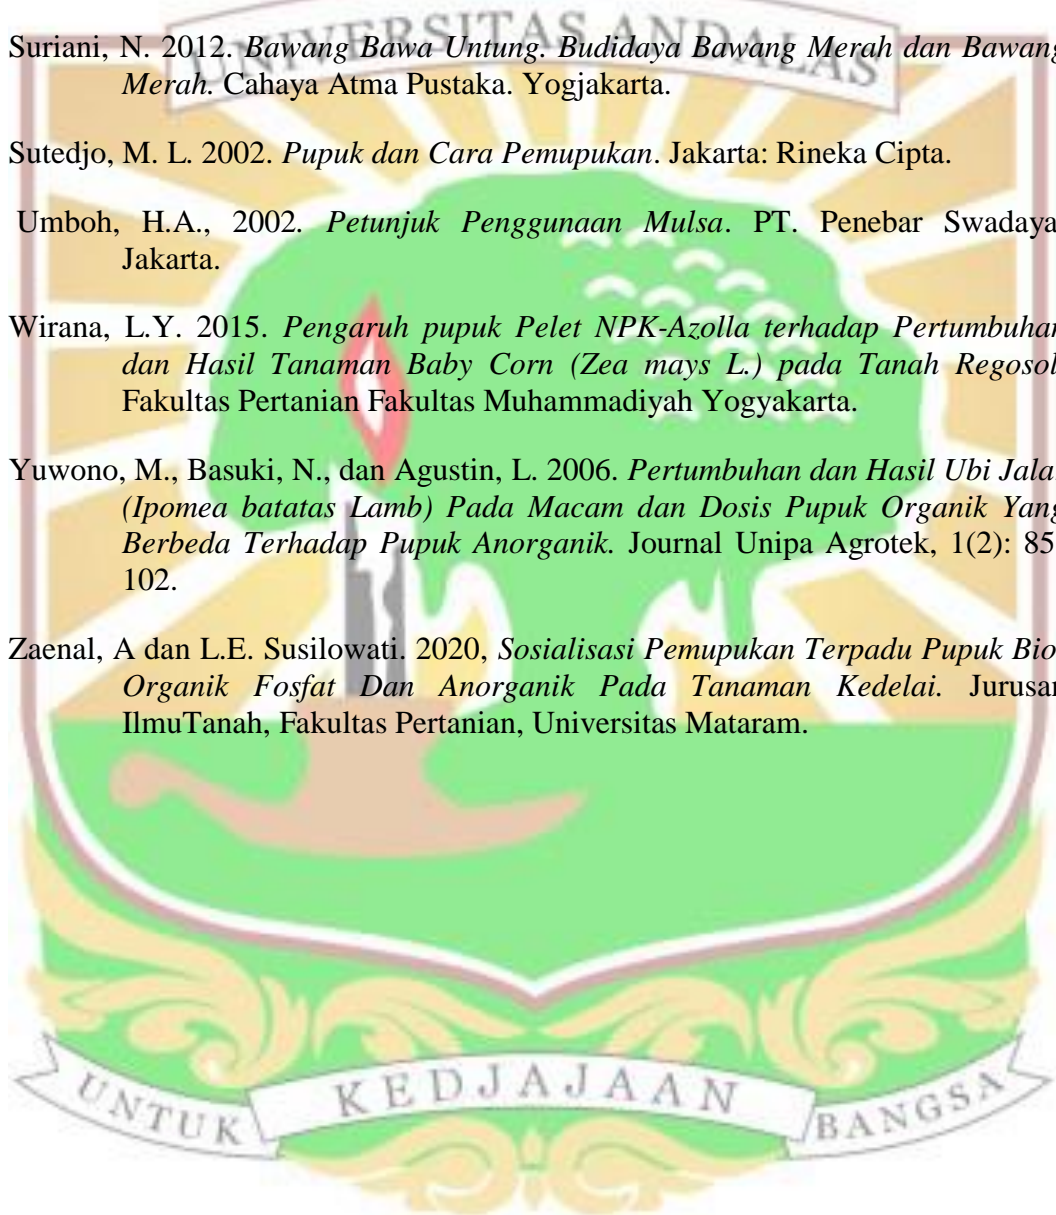 UNIVERSITAS ANDALAS
Suriani, N. 2012. Bawang Bawa Untung. Budidaya Bawang Merah dan Bawang
Merah. Cahaya Atma Pustaka. Yogjakarta.
Sutedjo, M. L. 2002. Pupuk dan Cara Pemupukan. Jakarta: Rineka Cipta.
Umboh, H.A., 2002. Petunjuk Penggunaan Mulsa. PT. Penebar Swadaya
Jakarta.
Wirana, L.Y. 2015. Pengaruh pupuk Pelet NPK-Azolla terhadap Pertumbuhan
dan Hasil Tanaman Baby Corn (Zea mays L.) pada Tanah Regosol
Fakultas Pertanian Fakultas Muhammadiyah Yogyakarta.
Yuwono, M., Basuki, N., dan Agustin, L. 2006. Pertumbuhan dan Hasil Ubi Jala
(Ipomea batatas Lamb) Pada Macam dan Dosis Pupuk Organik Yang
Berbeda Terhadap Pupuk Anorganik. Journal Unipa Agrotek, 1(2): 85
102.
Zaenal, A dan L.E. Susilowati. 2020, Sosialisasi Pemupukan Terpadu Pupuk Bio
Organik Fosfat Dan Anorganik Pada Tanaman Kedelai. Jurusan
IlmuTanah, Fakultas Pertanian, Universitas Mataram.
UNTUK KEDJAJAAN BANGSA